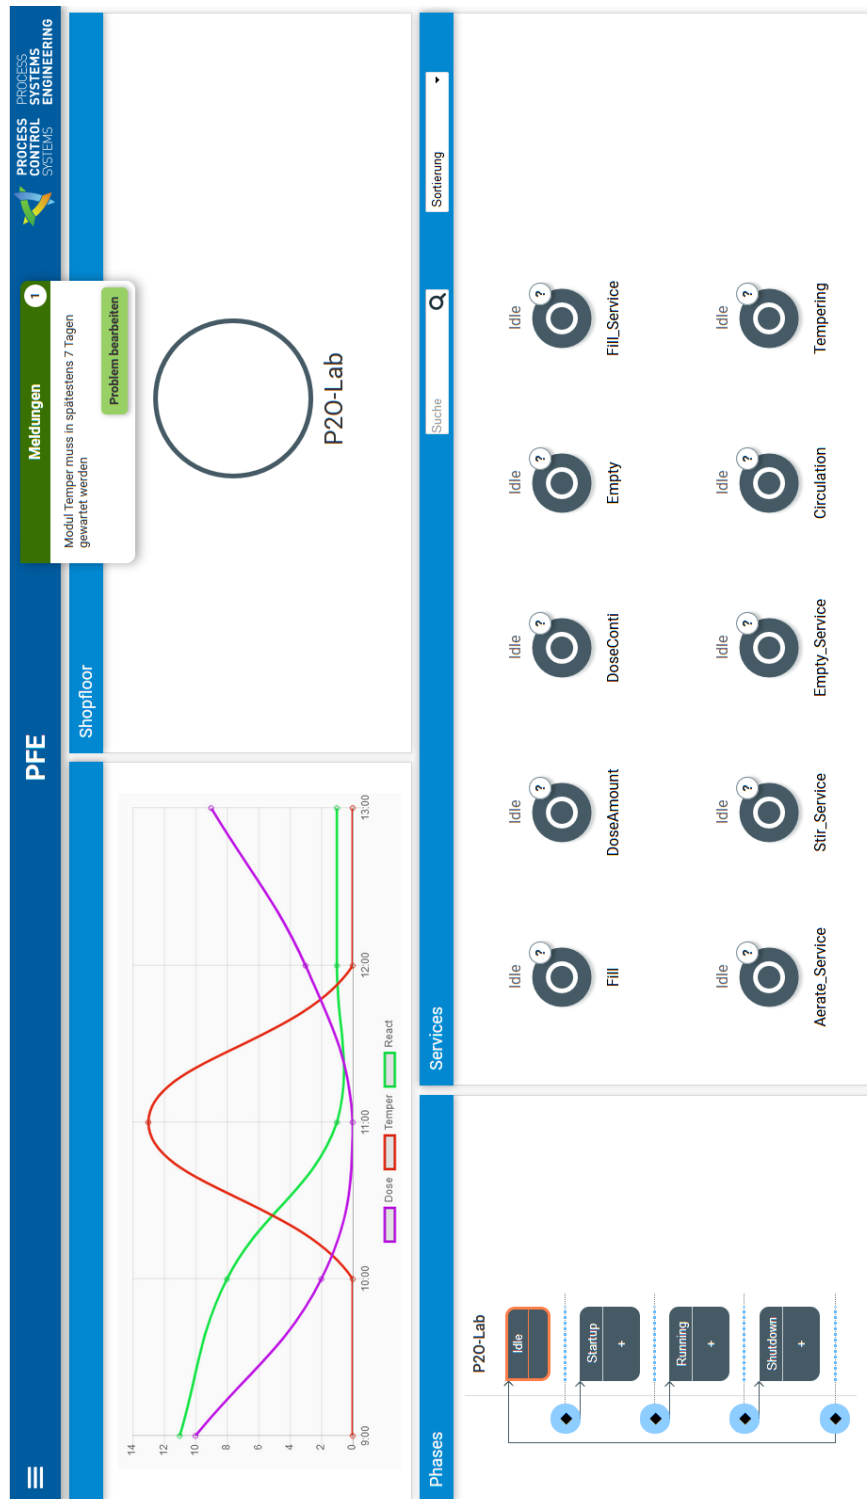 PFE
PROCESS
CONTROL
SYSTEMS
PROCESS
SYSTEMS
ENGINEERING
Meldungen
1
Modul Temper muss in spätestens 7 Tagen
gewartet werden
Problem bearbeiten
14
12
10
8
6
4
2
0
9:00
10:00
11:00
12:00
13:00
Dose
Temper
React
Shopfloor
P2O-Lab
Phases
P2O-Lab
Idle
Startup
+
Running
+
Shutdown
+
Services
Suche
Sortierung
Idle
?
Fill
Idle
?
DoseAmount
Idle
?
DoseConti
Idle
?
Empty
Idle
?
Fill_Service
Idle
?
Aerate_Service
Idle
?
Stir_Service
Idle
?
Empty_Service
Idle
?
Circulation
Idle
?
Tempering